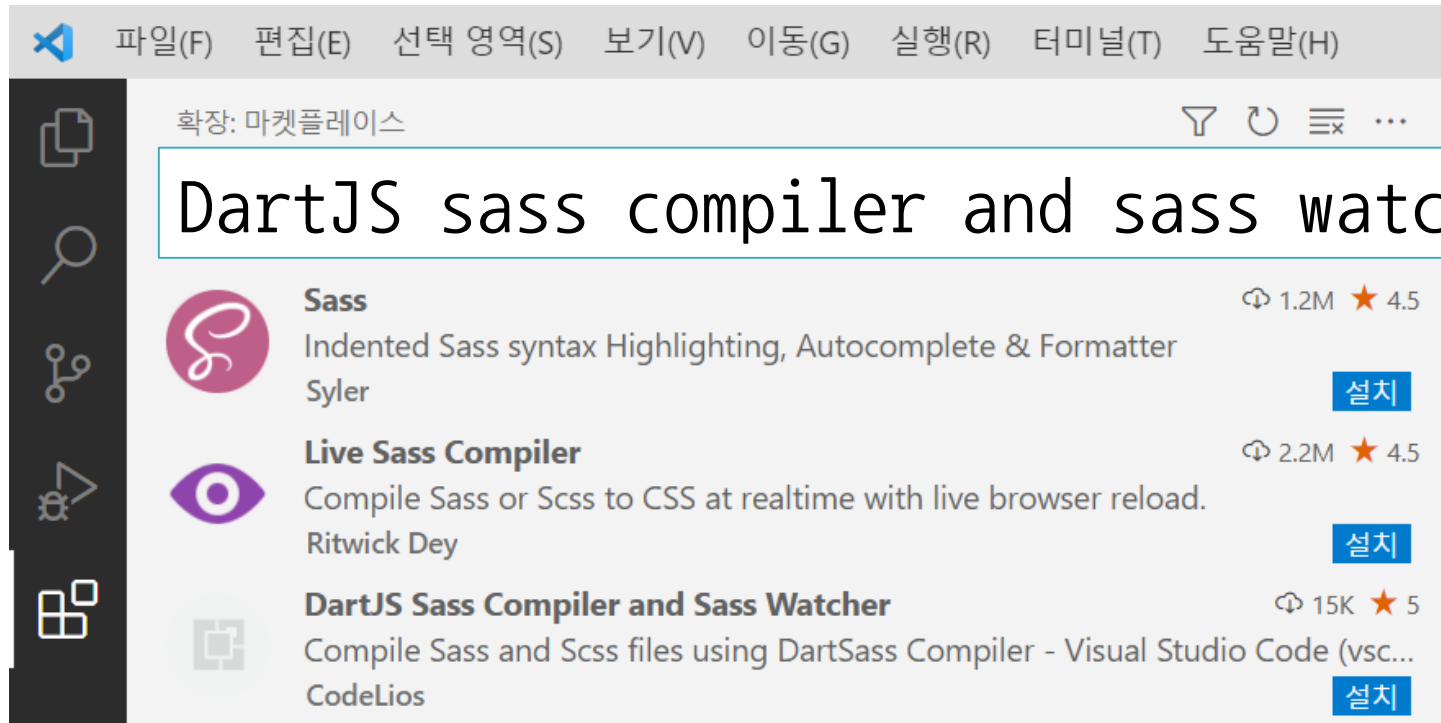 파일(F) 편집(E) 선택 영역(S) 보기(V) 이동(G) 실행(R) 터미널(T) 도움말(H)
확장: 마켓플레이스
DartJS sass compiler and sass watc
Sass 1.2M 4.5
Indented Sass syntax Highlighting, Autocomplete & Formatter
Syler 설치
Live Sass Compiler 2.2M 4.5
Compile Sass or Scss to CSS at realtime with live browser reload.
Ritwick Dey 설치
DartJS Sass Compiler and Sass Watcher 15K 5
Compile Sass and Scss files using DartSass Compiler - Visual Studio Code (vsc...
CodeLios 설치